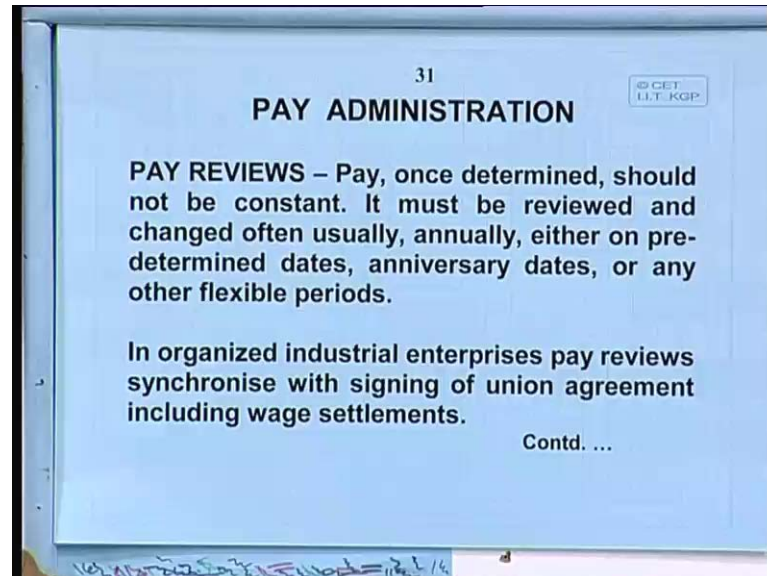 31
© CET
I.I.T. KGP
PAY ADMINISTRATION
PAY REVIEWS – Pay, once determined, should
not be constant. It must be reviewed and
changed often usually, annually, either on pre-
determined dates, anniversary dates, or any
other flexible periods.
In organized industrial enterprises pay reviews
synchronise with signing of union agreement
including wage settlements.
Contd. ...